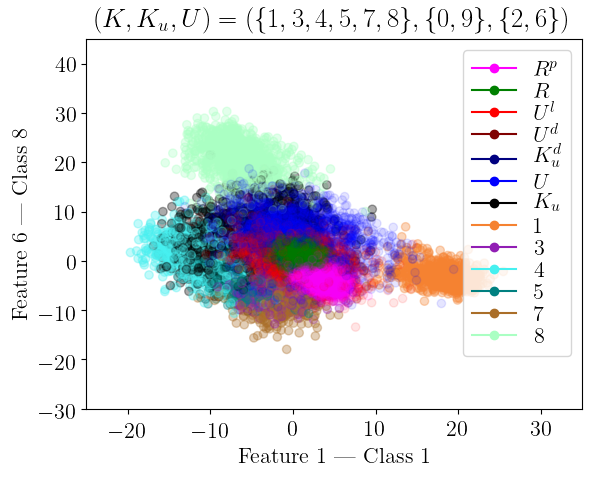 (K, K_u, U) = ({1, 3, 4, 5, 7, 8}, {0, 9}, {2, 6})
Feature 6 — Class 8
40
30
20
10
0
−10
−20
−30
R^p
R
U^l
U^d
K_u^d
U
K_u
1
3
4
5
7
8
−20 −10 0 10 20 30
Feature 1 — Class 1